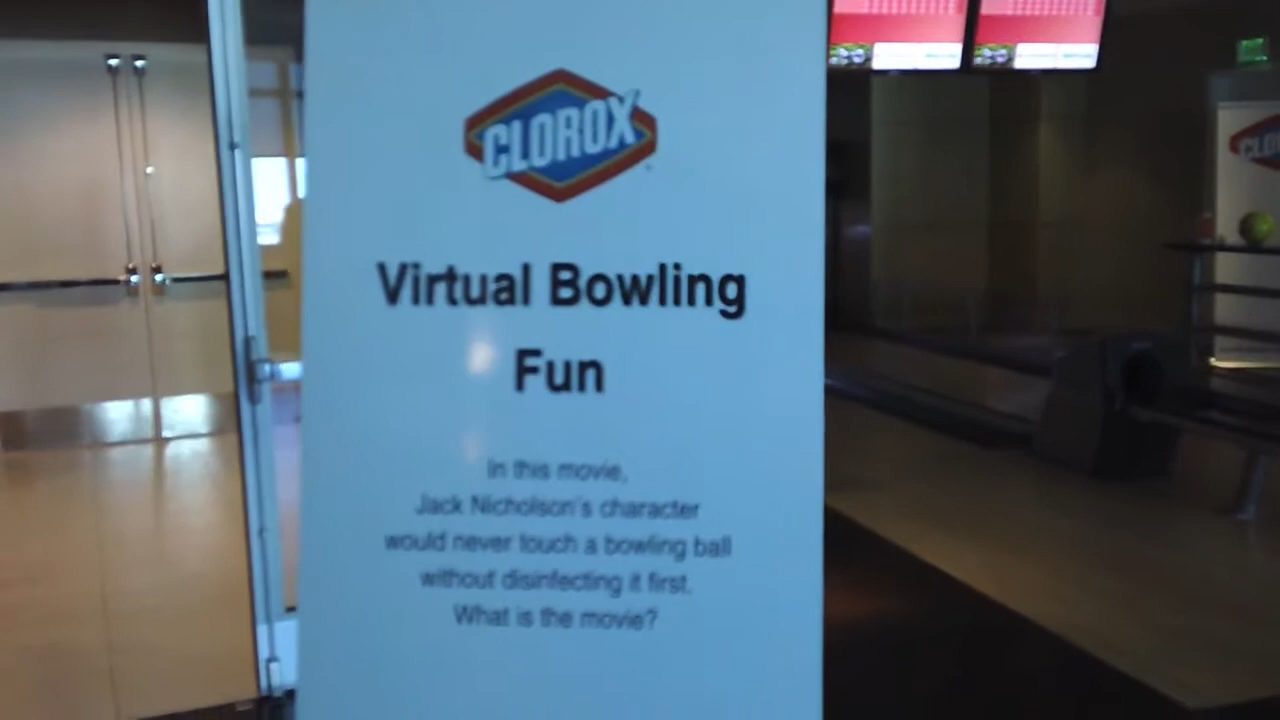 CLOROX
Virtual Bowling
Fun
In this movie,
Jack Nicholson's character
would never touch a bowling ball
without disinfecting it first.
What is the movie?
CLO